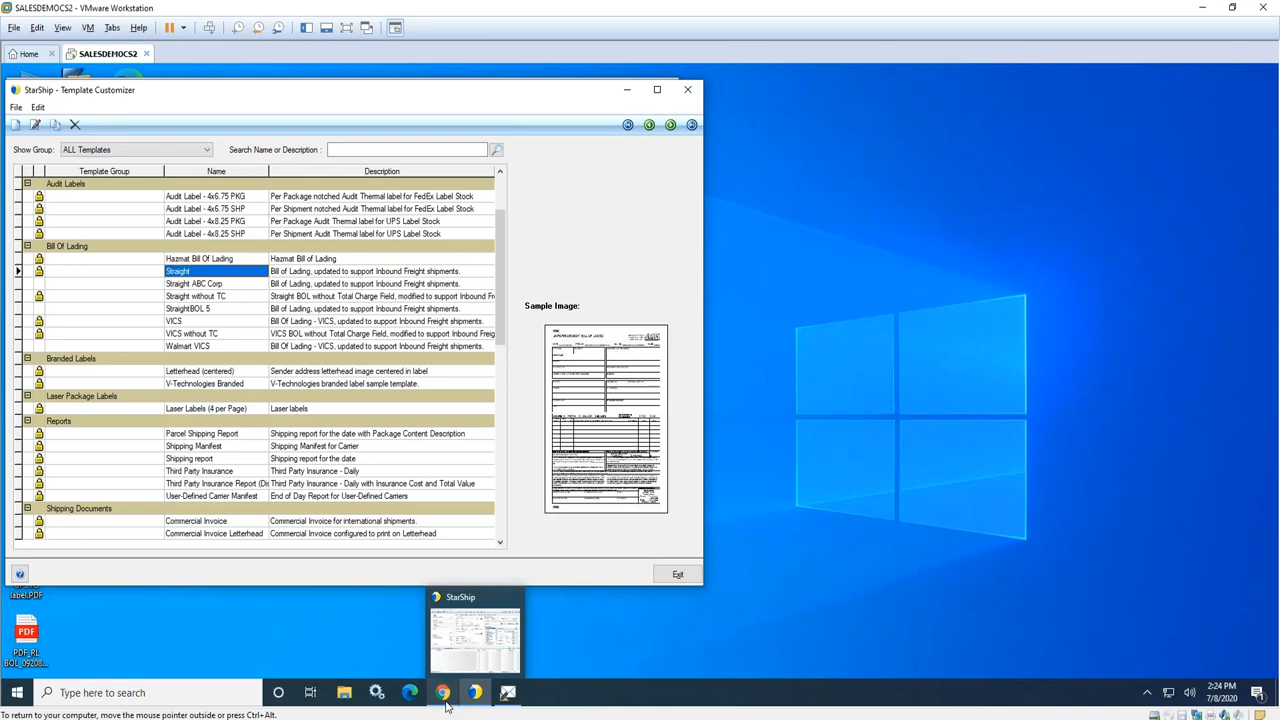 SALESDEMOCS2 - VMware Workstation
File Edit View VM Tabs Help
Home SALESDEMOCS2
StarShip - Template Customizer
File Edit
Show Group: ALL Templates Search Name or Description :
Template Group Name Description
Audit Labels
Audit Label - 4x6.75 PKG Per Package notched Audit Thermal label for FedEx Label Stock
Audit Label - 4x6.75 SHP Per Shipment notched Audit Thermal label for FedEx Label Stock
Audit Label - 4x8.25 PKG Per Package Audit Thermal label for UPS Label Stock
Audit Label - 4x8.25 SHP Per Shipment Audit Thermal label for UPS Label Stock
Bill Of Lading
Hazmat Bill Of Lading Hazmat Bill of Lading
Straight Bill of Lading, updated to support Inbound Freight shipments.
Straight ABC Corp Bill of Lading, updated to support Inbound Freight shipments.
Straight without TC Straight BOL without Total Charge Field, modified to support Inbound Fr
StraightBOL 5 Bill of Lading, updated to support Inbound Freight shipments.
VICS Bill Of Lading - VICS, updated to support Inbound Freight shipments.
VICS without TC VICS BOL without Total Charge Field, modified to support Inbound Freig
Walmart VICS Bill Of Lading - VICS, updated to support Inbound Freight shipments.
Branded Labels
Letterhead (centered) Sender address letterhead image centered in label
V-Technologies Branded V-Technologies branded label sample template.
Laser Package Labels
Laser Labels (4 per Page) Laser labels
Reports
Parcel Shipping Report Shipping report for the date with Package Content Description
Shipping Manifest Shipping Manifest for Carrier
Shipping report Shipping report for the date
Third Party Insurance Third Party Insurance - Daily
Third Party Insurance Report (Di Third Party Insurance - Daily with Insurance Cost and Total Value
User-Defined Carrier Manifest End of Day Report for User-Defined Carriers
Shipping Documents
Commercial Invoice Commercial Invoice for international shipments.
Commercial Invoice Letterhead Commercial Invoice configured to print on Letterhead
Sample Image:
Exit
label.PDF
PDF
PDF_RL
BOL_09208...
StarShip
Type here to search
2:24 PM
7/8/2020
To return to your computer, move the mouse pointer outside or press Ctrl+Alt.